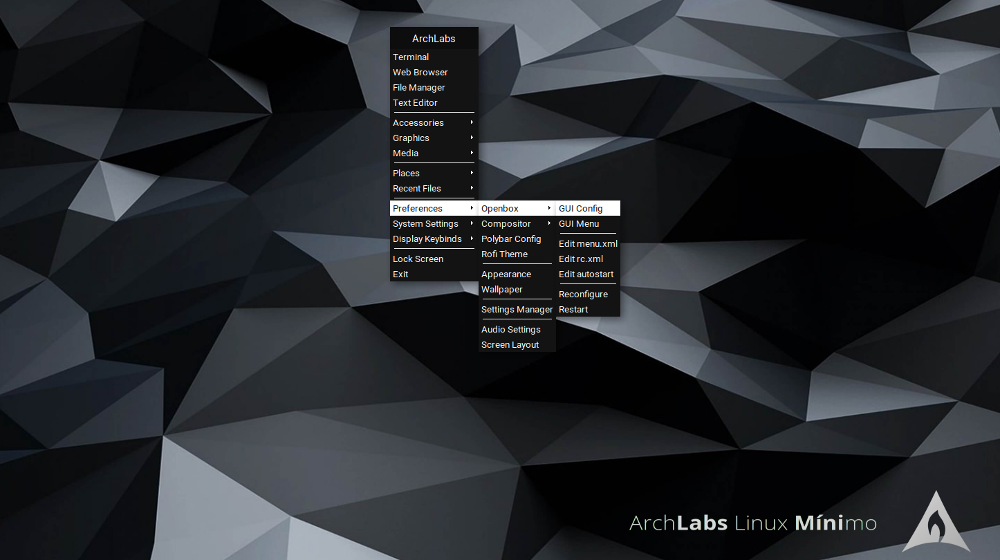 ArchLabs
Terminal
Web Browser
File Manager
Text Editor
Accessories
Graphics
Media
Places
Recent Files
Preferences
System Settings
Display Keybinds
Lock Screen
Exit
Openbox
Compositor
Polybar Config
Rofi Theme
Appearance
Wallpaper
Settings Manager
Audio Settings
Screen Layout
GUI Config
GUI Menu
Edit menu.xml
Edit rc.xml
Edit autostart
Reconfigure
Restart
ArchLabs Linux Mínimo